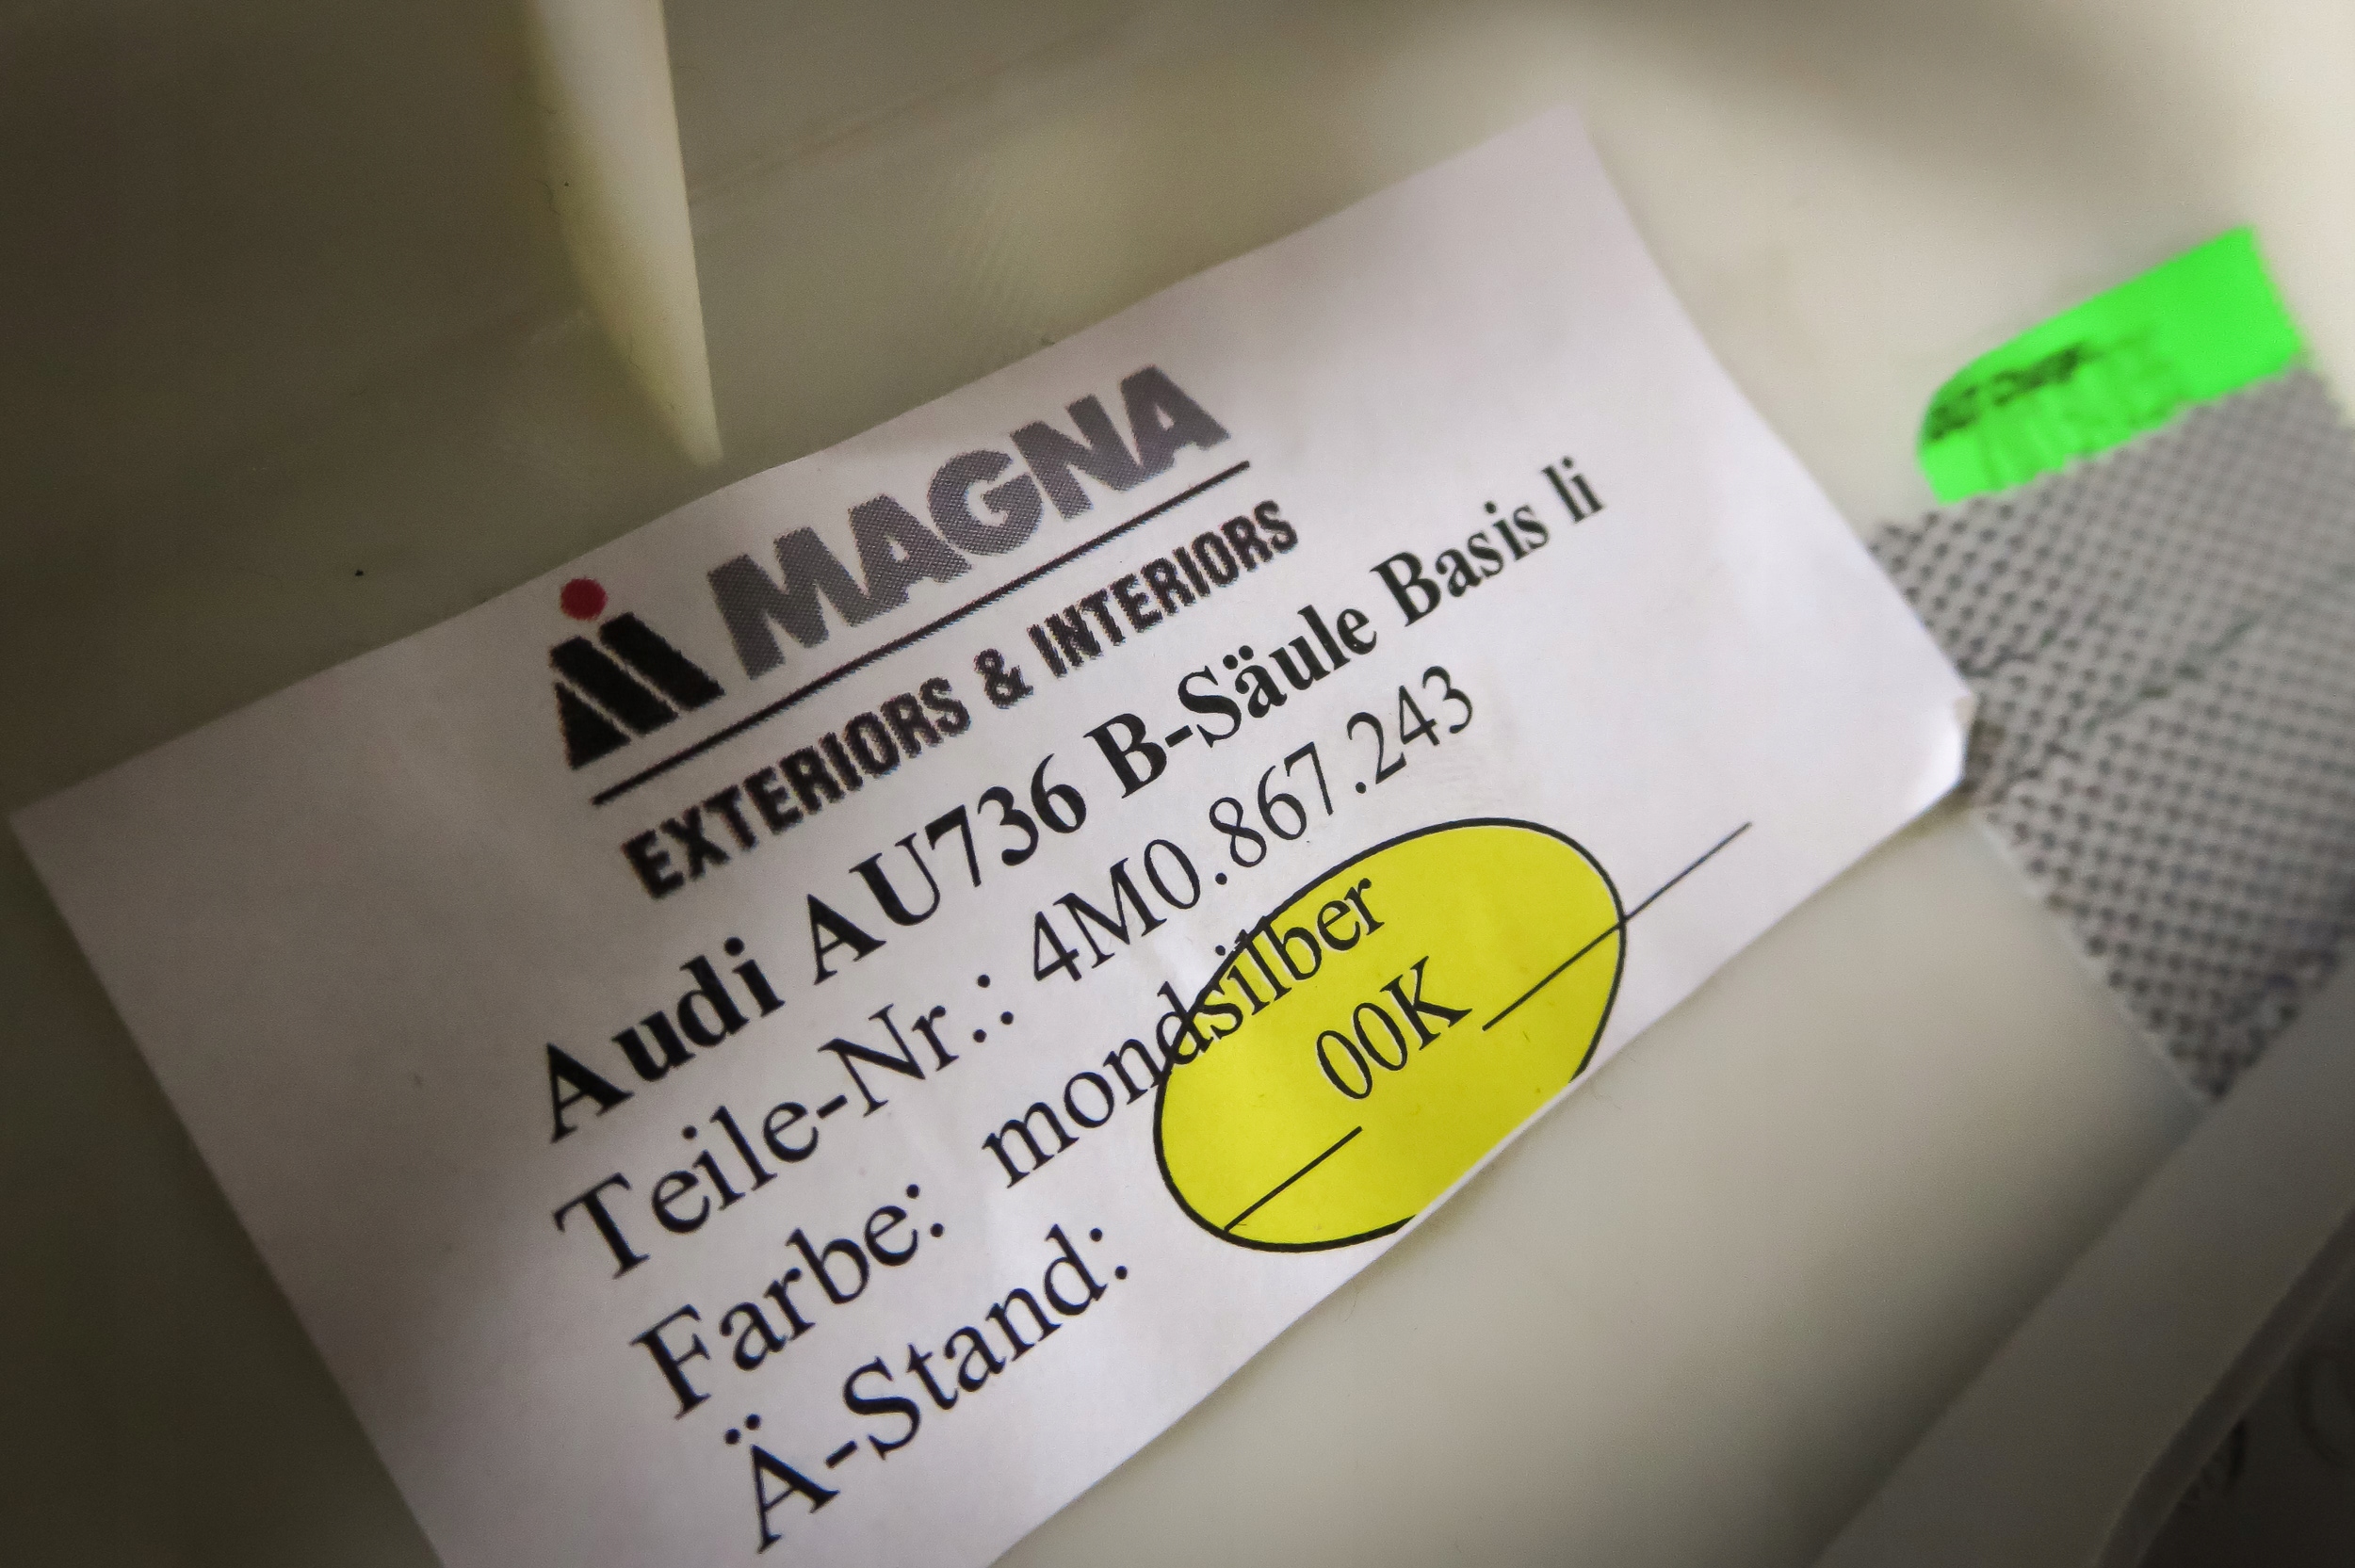 MAGNA
EXTERIORS & INTERIORS
Audi AU736 B-Säule Basis li
Teile-Nr.: 4M0.867.243
Farbe: mondsilber
Ä-Stand: 00K